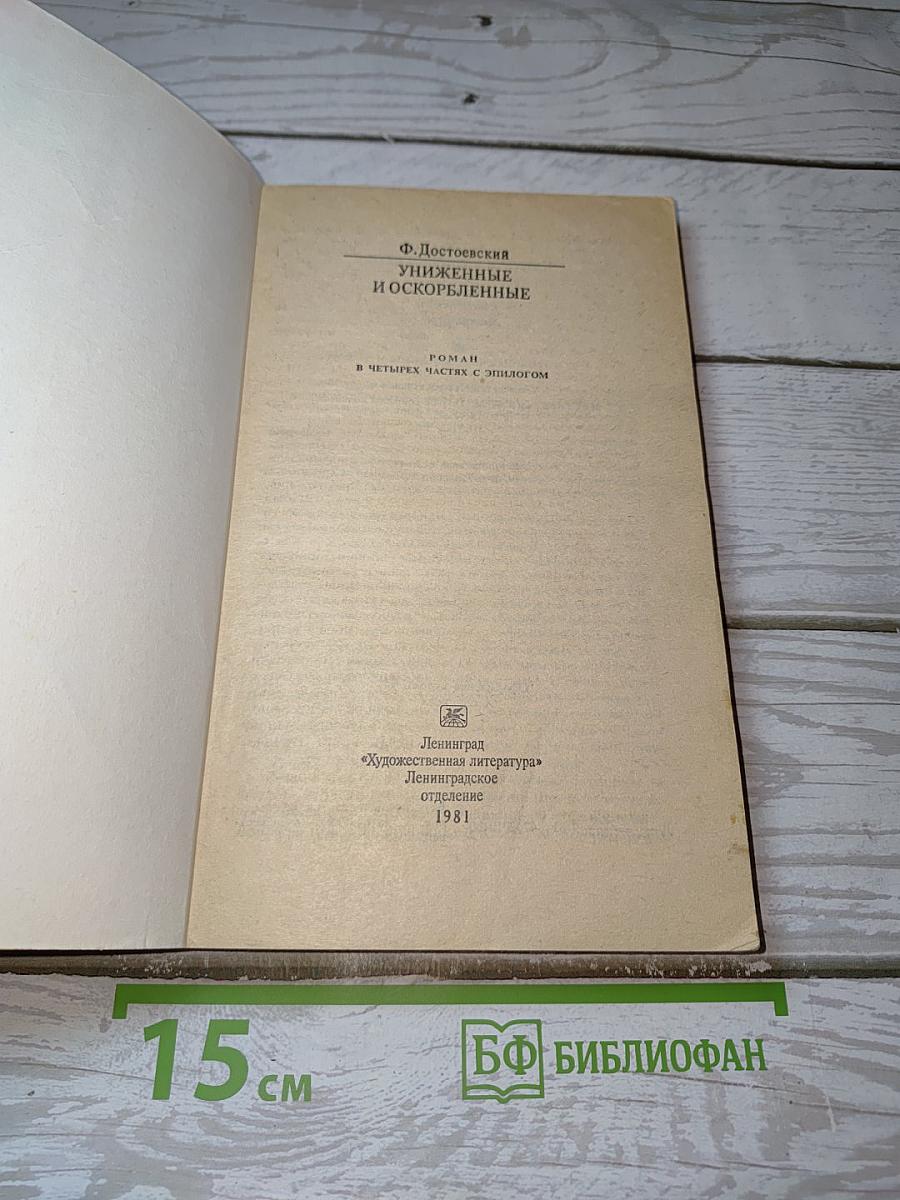 Ф. Достоевский
УНИЖЕННЫЕ
И ОСКОРБЛЕННЫЕ
РОМАН
В ЧЕТЫРЕХ ЧАСТЯХ С ЭПИЛОГОМ
Ленинград
«Художественная литература»
Ленинградское
отделение
1981
15 см
БФ БИБЛИОФАН